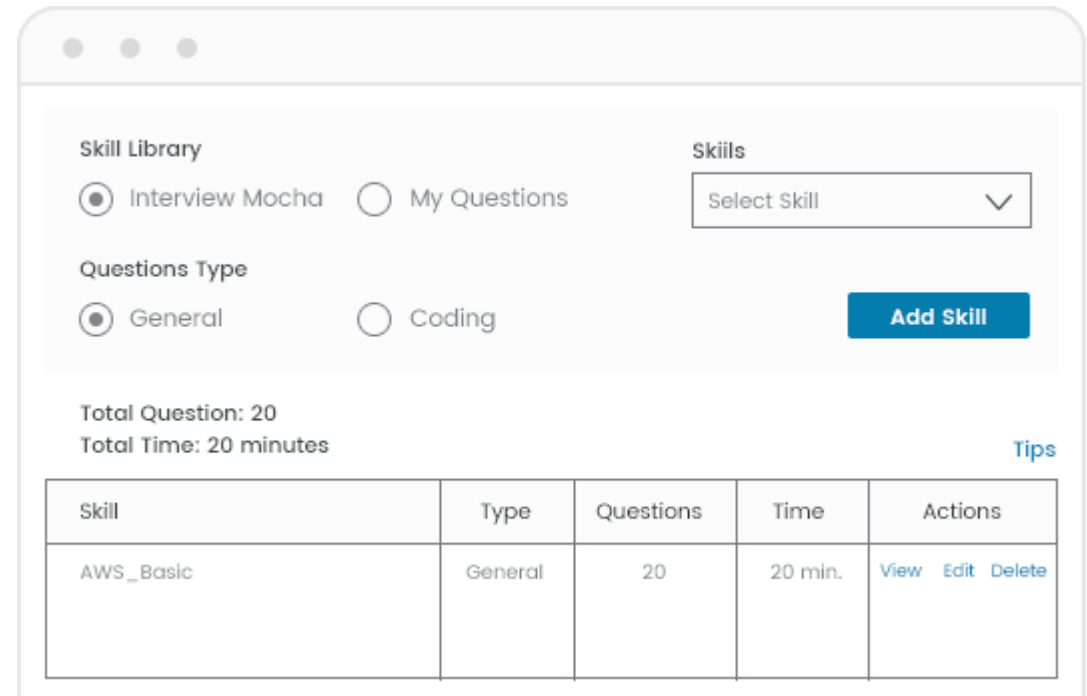 Skill Library
Skiils
Interview Mocha My Questions
Select Skill
Questions Type
General Coding
Add Skill
Total Question: 20
Total Time: 20 minutes
Tips
Skill Type Questions Time Actions
AWS_Basic General 20 20 min. View Edit Delete